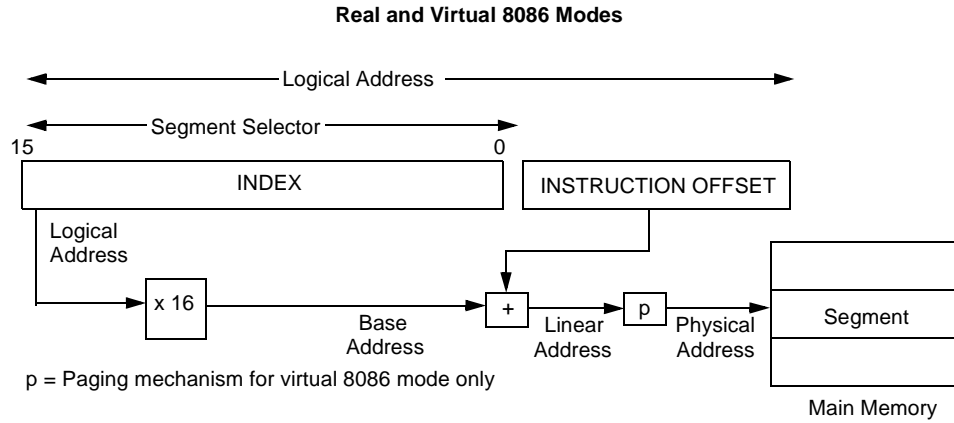 Real and Virtual 8086 Modes
Logical Address
Segment Selector
15
0
INDEX
INSTRUCTION OFFSET
Logical
Address
x 16
+
p
Base
Address
Linear
Address
Physical
Address
Segment
p = Paging mechanism for virtual 8086 mode only
Main Memory